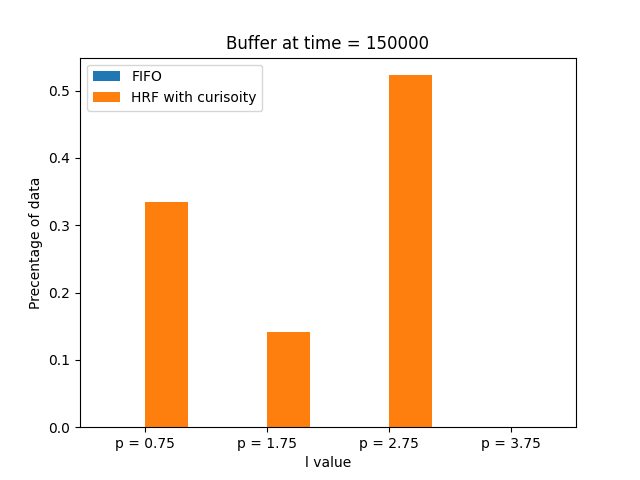 Buffer at time = 150000
FIFO
HRF with curisoity
Precentage of data
0.5
0.4
0.3
0.2
0.1
0.0
p = 0.75
p = 1.75
p = 2.75
p = 3.75
l value